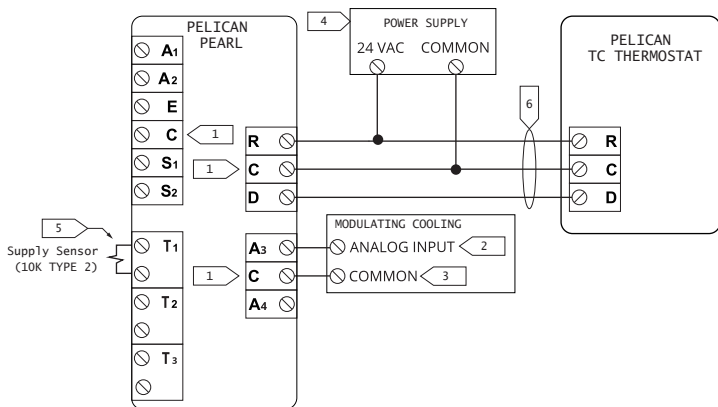 PELICAN
PEARL
A1
A2
E
C
1
S1
S2
R
1
C
D
5
Supply Sensor
(10K TYPE 2)
T1
T2
T3
A3
1
C
A4
4
POWER SUPPLY
24 VAC COMMON
6
MODULATING COOLING
ANALOG INPUT
2
COMMON
3
PELICAN
TC THERMOSTAT
R
C
D